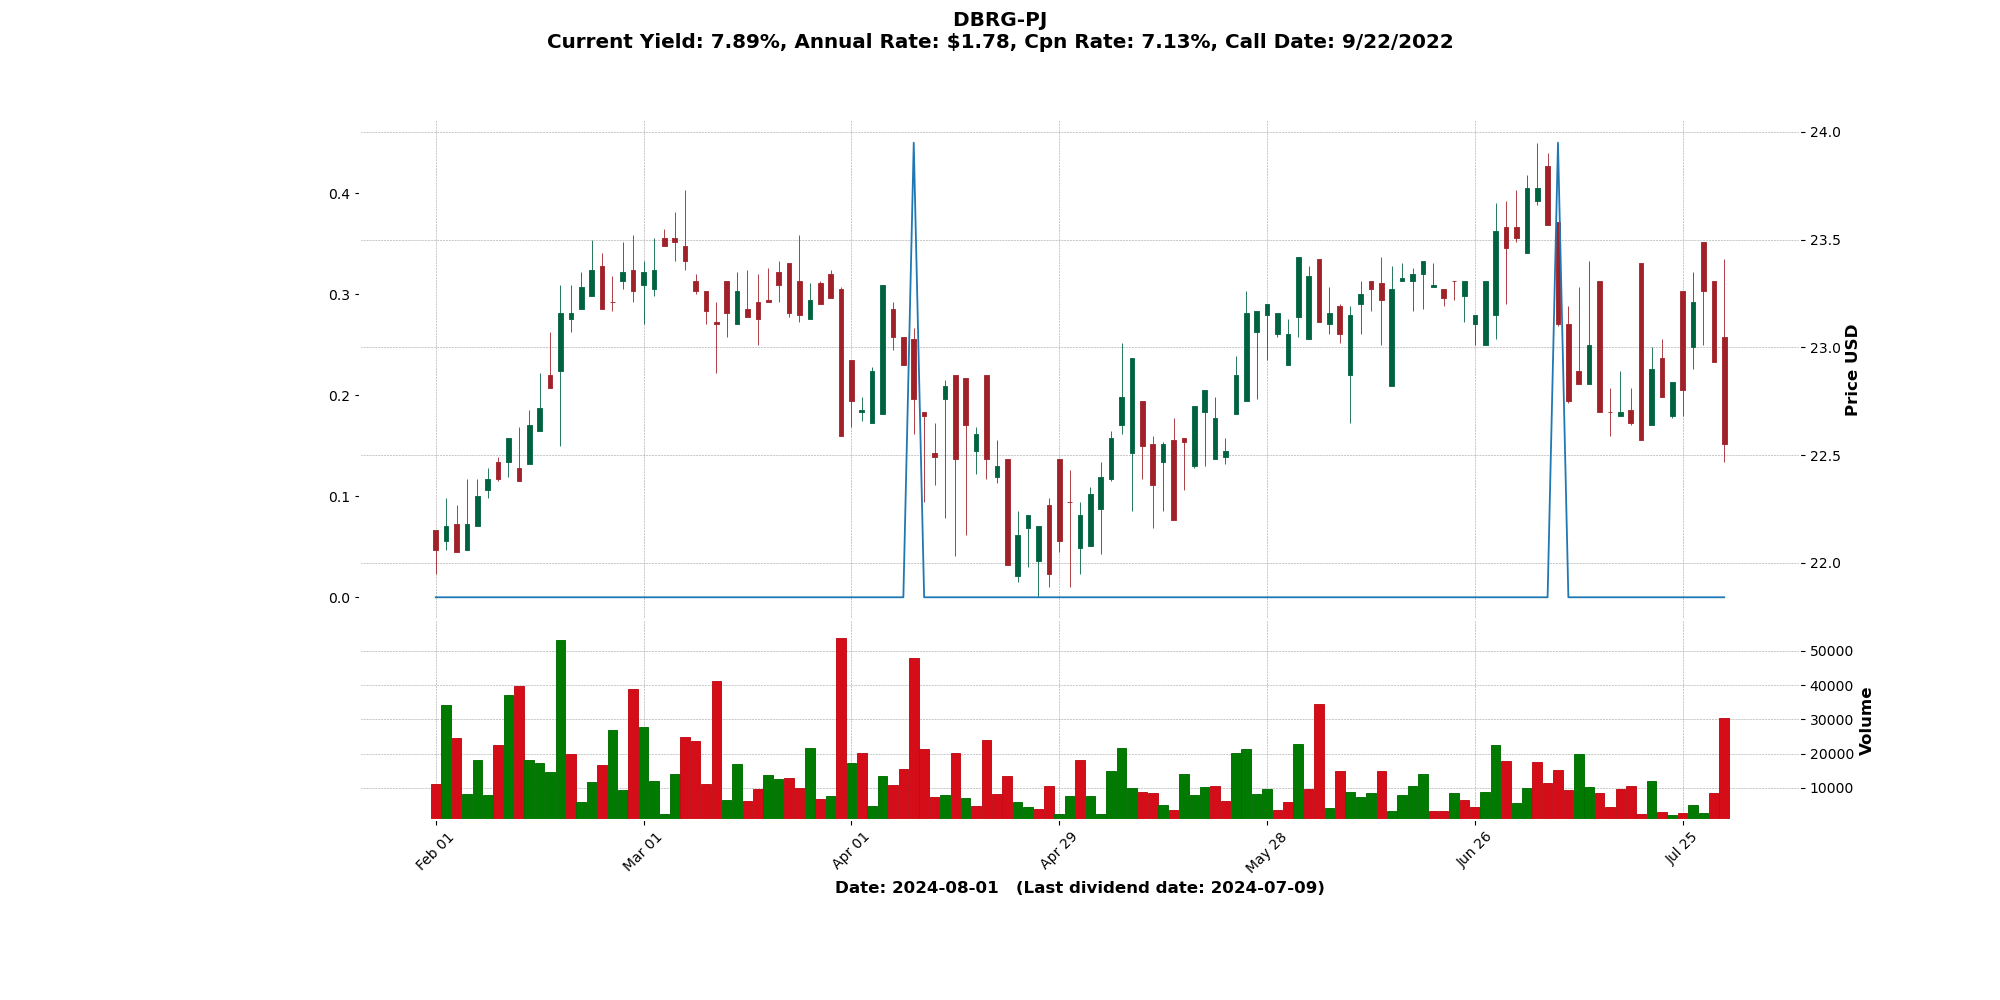 DBRG-PJ
Current Yield: 7.89%, Annual Rate: $1.78, Cpn Rate: 7.13%, Call Date: 9/22/2022
24.0
0.4
23.5
0.3
23.0
Price USD
0.2
22.5
0.1
22.0
0.0
50000
40000
30000
20000
10000
Volume
Feb 01
Mar 01
Apr 01
Apr 29
May 28
Jun 26
Jul 25
Date: 2024-08-01 (Last dividend date: 2024-07-09)